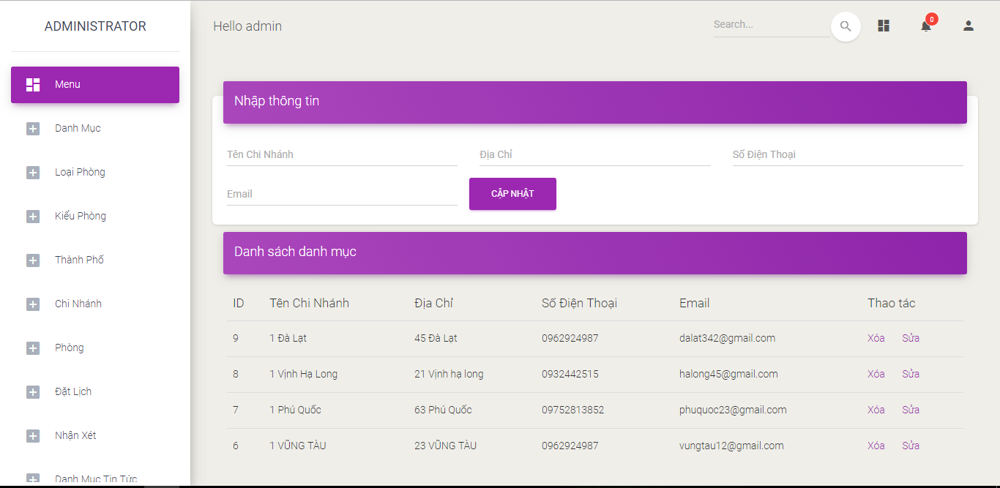 ADMINISTRATOR
Hello admin
Search...
0
Menu
Danh Mục
Loại Phòng
Kiểu Phòng
Thành Phố
Chi Nhánh
Phòng
Đặt Lịch
Nhận Xét
Danh Mục Tin Tức
Nhập thông tin
Tên Chi Nhánh Địa Chỉ Số Điện Thoại
Email CẬP NHẬT
Danh sách danh mục
ID Tên Chi Nhánh Địa Chỉ Số Điện Thoại Email Thao tác
9 1 Đà Lạt 45 Đà Lạt 0962924987 dalat342@gmail.com Xóa Sửa
8 1 Vịnh Hạ Long 21 Vịnh hạ long 0932442515 halong45@gmail.com Xóa Sửa
7 1 Phú Quốc 63 Phú Quốc 09752813852 phuquoc23@gmail.com Xóa Sửa
6 1 VŨNG TÀU 23 VŨNG TÀU 0962924987 vungtau12@gmail.com Xóa Sửa